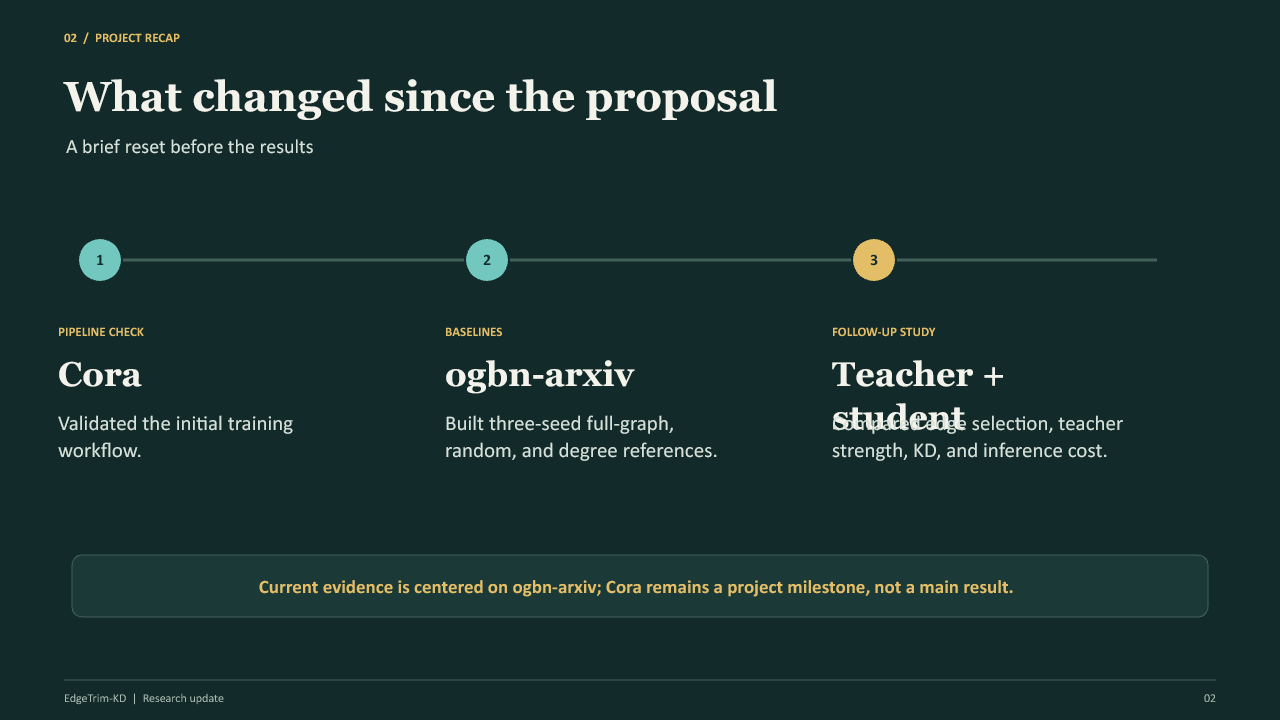 02 / PROJECT RECAP
What changed since the proposal
A brief reset before the results
1
2
3
PIPELINE CHECK
Cora
Validated the initial training
workflow.
BASELINES
ogbn-arxiv
Built three-seed full-graph,
random, and degree references.
FOLLOW-UP STUDY
Teacher +
student
Compared edge selection, teacher
strength, KD, and inference cost.
Current evidence is centered on ogbn-arxiv; Cora remains a project milestone, not a main result.
EdgeTrim-KD | Research update
02